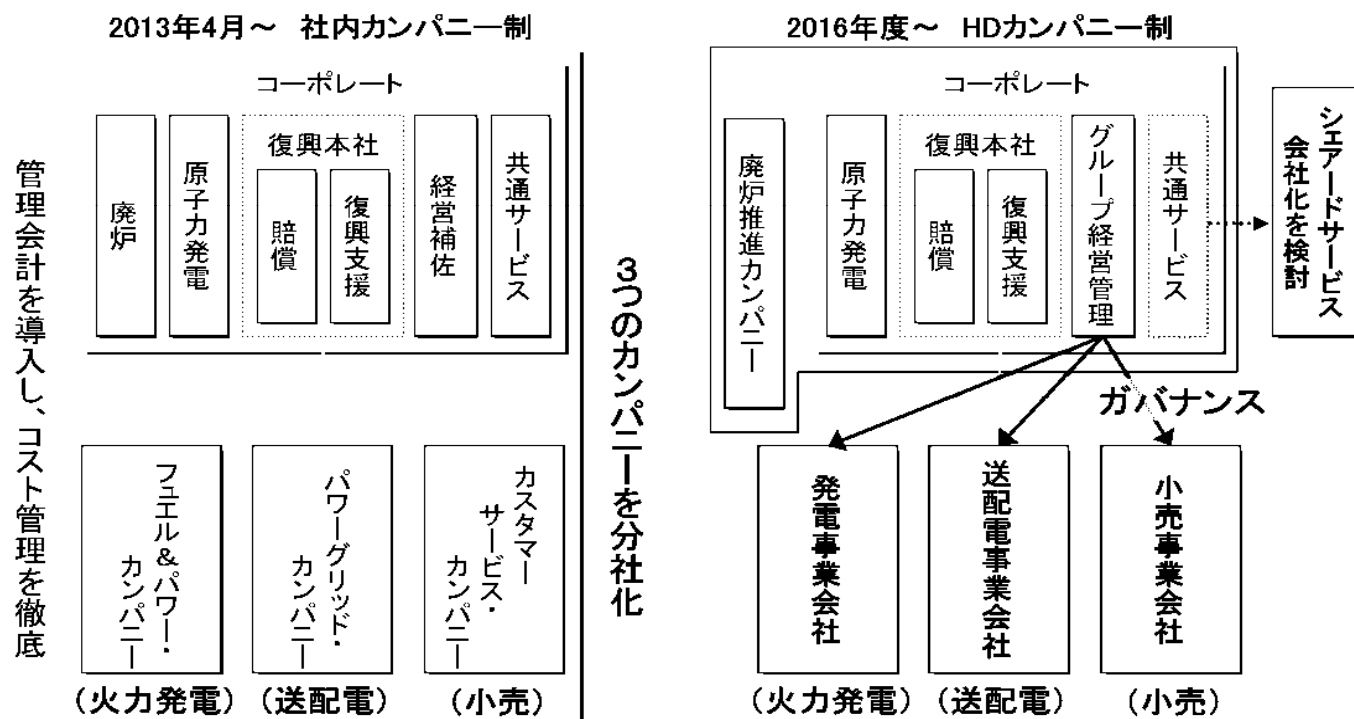 2013年4月～ 社内カンパニー制
管理会計を導入し、コスト管理を徹底
コーポレート
廃炉
原子力発電
復興本社
賠償
復興支援
経営補佐
共通サービス
フュエル&パワー・
カンパニー
(火力発電)
パワーグリッド・
カンパニー
(送配電)
カスタマー
サービス・
カンパニー
(小売)
3つのカンパニーを分社化
2016年度～ HDカンパニー制
コーポレート
廃炉推進カンパニー
原子力発電
復興本社
賠償
復興支援
グループ経営管理
共通サービス
シェアードサービス
会社化を検討
ガバナンス
発電事業会社
(火力発電)
送配電事業会社
(送配電)
小売事業会社
(小売)